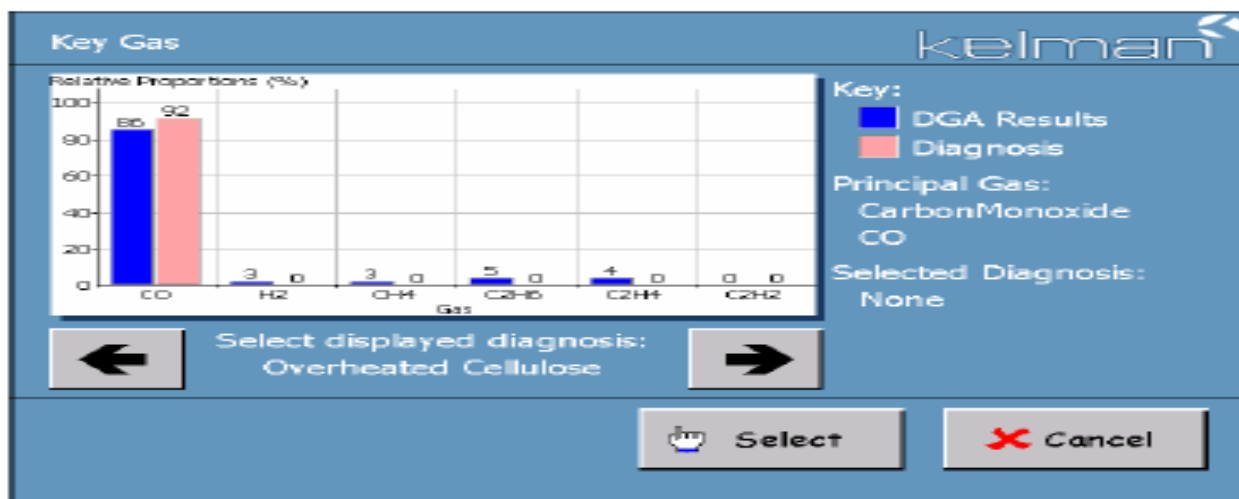 Key Gas
kelman
Relative Proportions (%)
100
80
60
40
20
0
86 92
3 0
3 0
5 0
4 0
0 0
CO H2 CH4 C2H6 C2H4 C2H2
Gas
Key:
DGA Results
Diagnosis
Principal Gas:
CarbonMonoxide
CO
Selected Diagnosis:
None
Select displayed diagnosis:
Overheated Cellulose
Select
Cancel